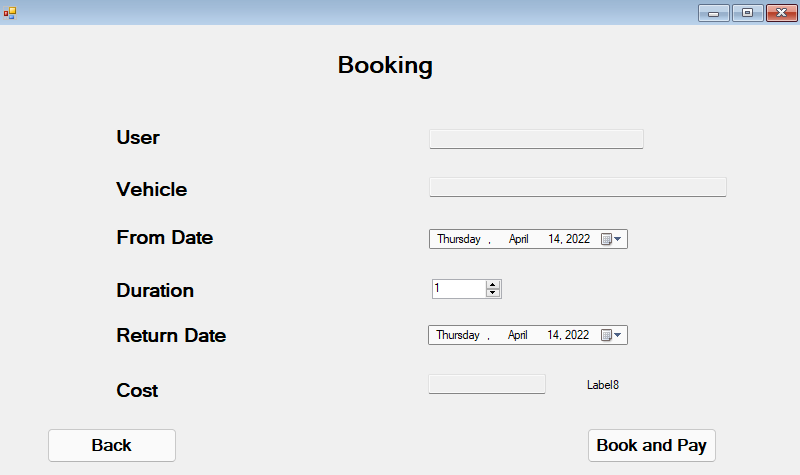 Booking
User
Vehicle
From Date Thursday , April 14, 2022
Duration 1
Return Date Thursday , April 14, 2022
Cost Label8
Back Book and Pay